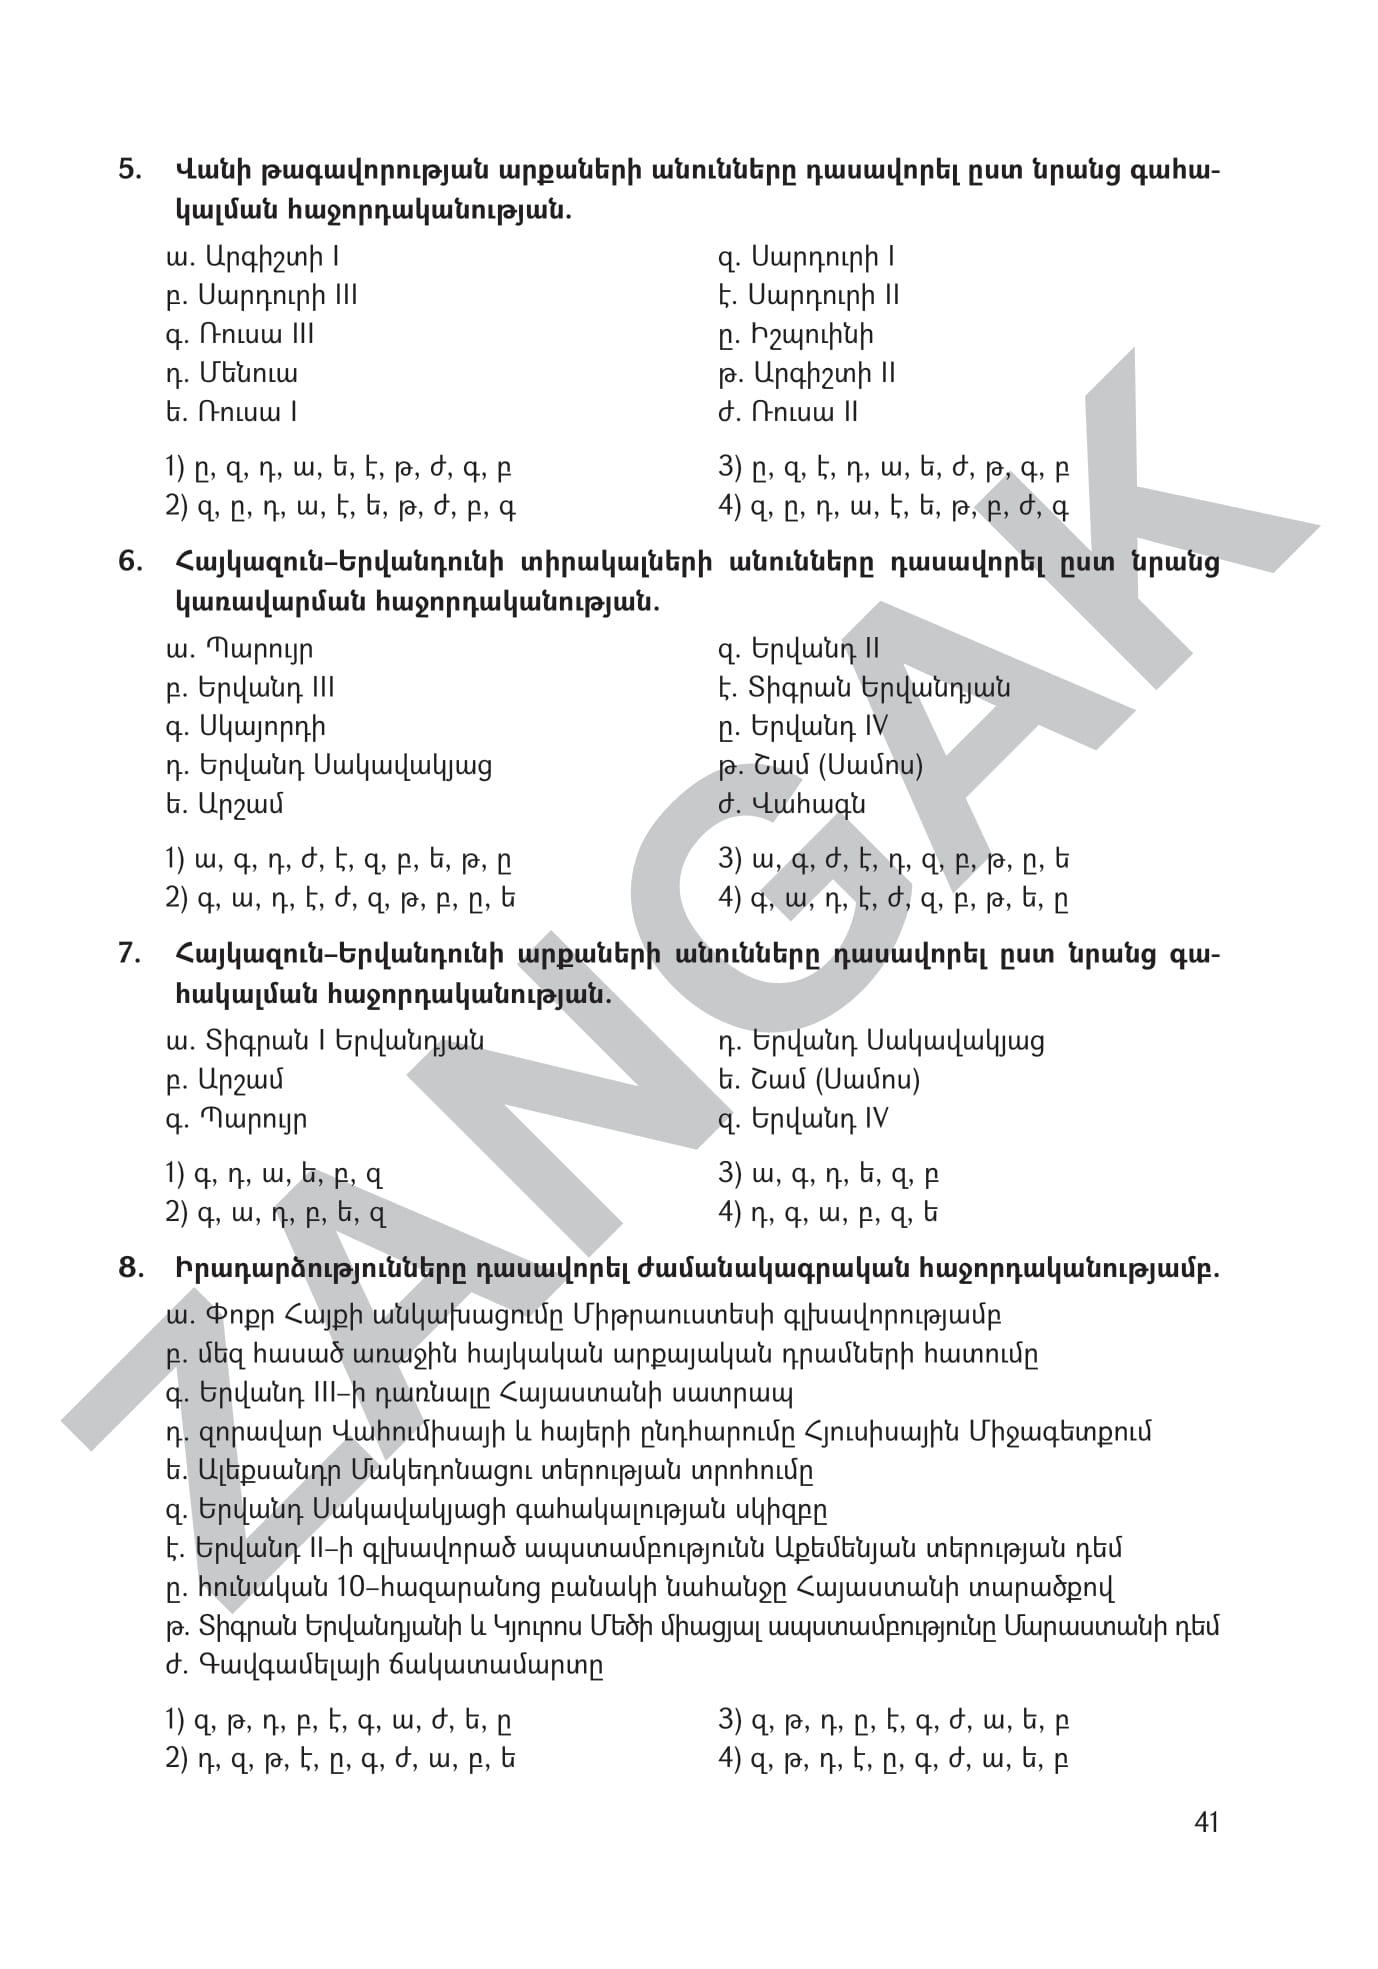 5. Վանի թագավորության արքաների անունները դասավորել ըստ նրանց գահա-
կալման հաջորդականության.
ա. Արգիշտի I
բ. Սարդուրի III
գ. Ռուսա III
դ. Մենուա
ե. Ռուսա I
զ. Սարդուրի I
է. Սարդուրի II
ը. Իշպուինի
թ. Արգիշտի II
ժ. Ռուսա II
1) ը, զ, դ, ա, ե, է, թ, ժ, գ, բ
2) զ, ը, դ, ա, է, ե, թ, ժ, բ, գ
3) ը, զ, է, դ, ա, ե, ժ, թ, գ, բ
4) զ, ը, դ, ա, է, ե, թ, բ, ժ, գ
6. Հայկազուն–Երվանդունի տիրակալների անունները դասավորել ըստ նրանց
կառավարման հաջորդականության.
ա. Պարույր
բ. Երվանդ III
գ. Սկայորդի
դ. Երվանդ Սակավակյաց
ե. Արշամ
զ. Երվանդ II
է. Տիգրան Երվանդյան
ը. Երվանդ IV
թ. Շամ (Սամոս)
ժ. Վահագն
1) ա, գ, դ, ժ, է, զ, բ, ե, թ, ը
2) գ, ա, դ, է, ժ, զ, թ, բ, ը, ե
3) ա, գ, ժ, է, դ, զ, բ, թ, ը, ե
4) գ, ա, դ, է, ժ, զ, բ, թ, ե, ը
7. Հայկազուն–Երվանդունի արքաների անունները դասավորել ըստ նրանց գա-
հակալման հաջորդականության.
ա. Տիգրան I Երվանդյան
բ. Արշամ
գ. Պարույր
դ. Երվանդ Սակավակյաց
ե. Շամ (Սամոս)
զ. Երվանդ IV
1) գ, դ, ա, ե, բ, զ
2) գ, ա, դ, բ, ե, զ
3) ա, գ, դ, ե, զ, բ
4) դ, գ, ա, բ, զ, ե
8. Իրադարձությունները դասավորել ժամանակագրական հաջորդականությամբ.
ա. Փոքր Հայքի անկախացումը Միթրաուստեսի գլխավորությամբ
բ. մեզ հասած առաջին հայկական արքայական դրամների հատումը
գ. Երվանդ III–ի դառնալը Հայաստանի սատրապ
դ. զորավար Վահումիսայի և հայերի ընդհարումը Հյուսիսային Միջագետքում
ե. Ալեքսանդր Մակեդոնացու տերության տրոհումը
զ. Երվանդ Սակավակյացի գահակալության սկիզբը
է. Երվանդ II–ի գլխավորած ապստամբությունն Աքեմենյան տերության դեմ
ը. հունական 10–հազարանոց բանակի նահանջը Հայաստանի տարածքով
թ. Տիգրան Երվանդյանի և Կյուրոս Մեծի միացյալ ապստամբությունը Մարաստանի դեմ
ժ. Գավգամելայի ճակատամարտը
1) զ, թ, դ, բ, է, գ, ա, ժ, ե, ը
2) դ, զ, թ, է, ը, գ, ժ, ա, բ, ե
3) զ, թ, դ, ը, է, գ, ժ, ա, ե, բ
4) զ, թ, դ, է, ը, գ, ժ, ա, ե, բ
41
ZANGAK